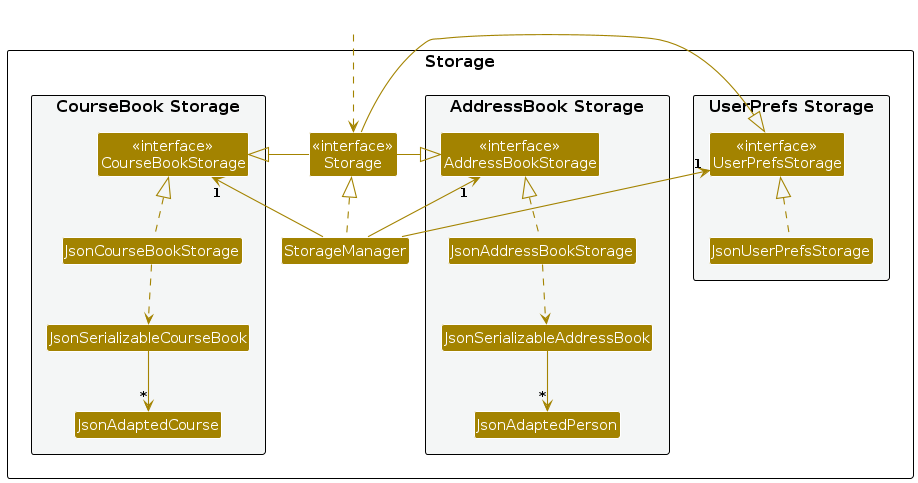 Storage
CourseBook Storage
AddressBook Storage
UserPrefs Storage
«interface»
CourseBookStorage
«interface»
Storage
«interface»
AddressBookStorage
«interface»
UserPrefsStorage
1
1
1
JsonCourseBookStorage
StorageManager
JsonAddressBookStorage
JsonUserPrefsStorage
JsonSerializableCourseBook
JsonSerializableAddressBook
*
*
JsonAdaptedCourse
JsonAdaptedPerson